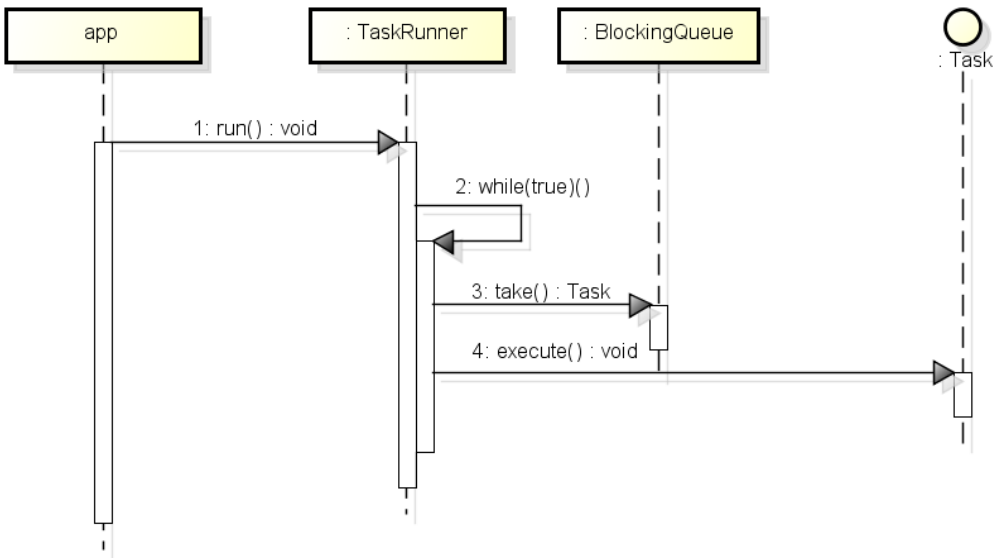 app
: TaskRunner
: BlockingQueue
: Task
1: run() : void
2: while(true)()
3: take() : Task
4: execute() : void